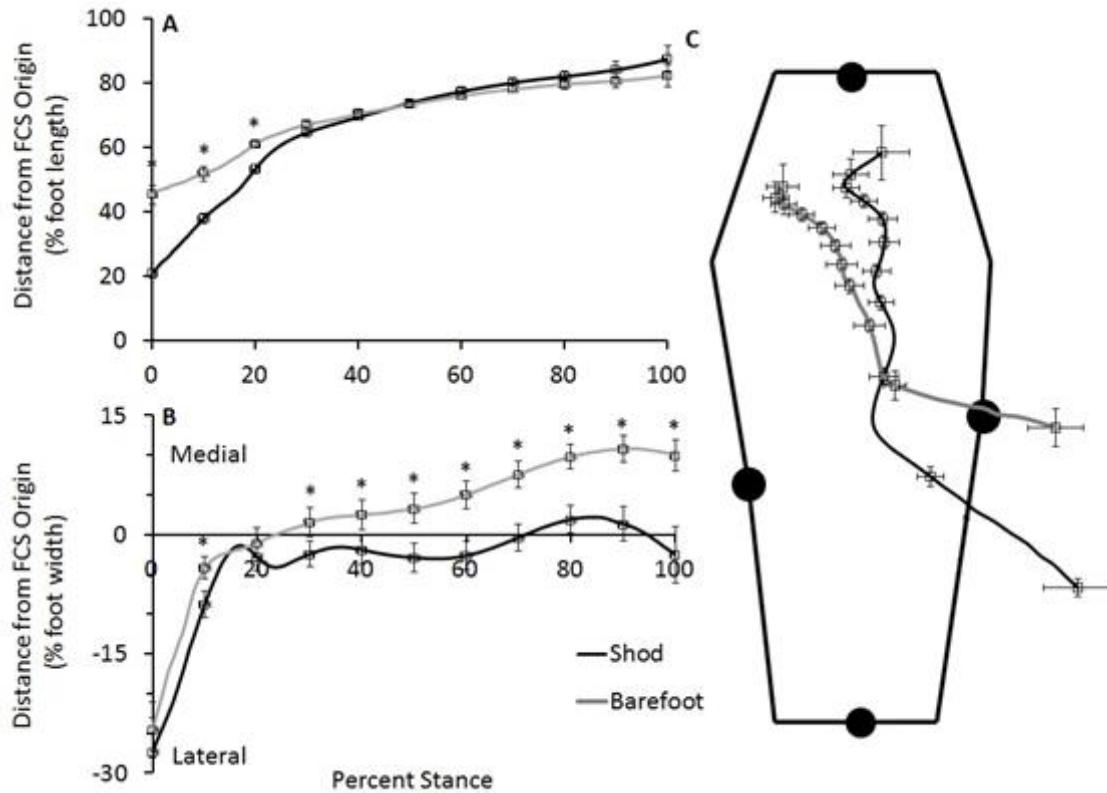 100
A
C
80
60
40
20
0
Distance from FCS Origin
(% foot length)
*
*
*
0
20
40
60
80
100
15
B
Medial
*
*
*
*
*
*
*
*
*
0
0
20
40
60
80
100
-15
-30
Distance from FCS Origin
(% foot width)
Shod
Barefoot
Lateral
Percent Stance